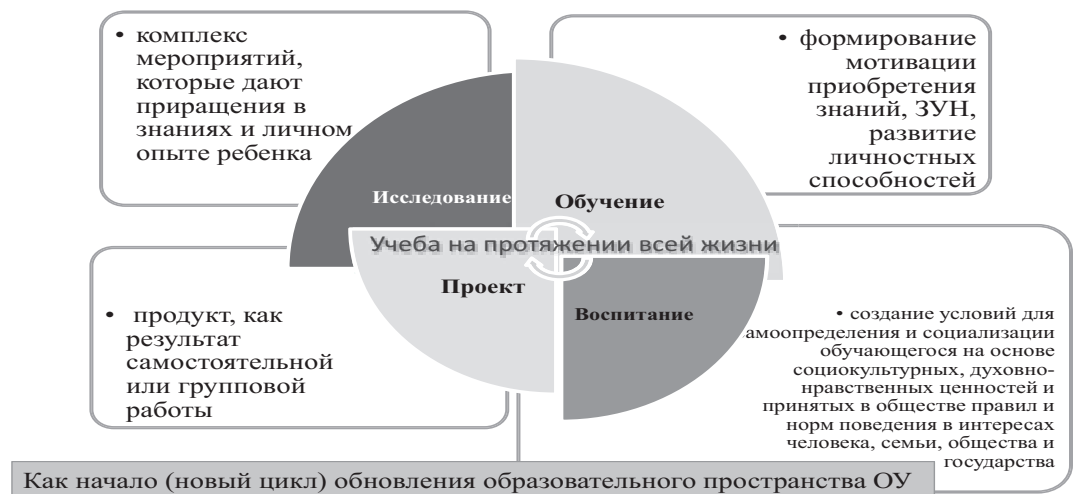 • комплекс
мероприятий,
которые дают
приращения в
знаниях и личном
опыте ребенка
• формирование
мотивации
приобретения
знаний, ЗУН,
развитие
личностных
способностей
Исследование
Обучение
Учеба на протяжении всей жизни
Проект
Воспитание
• продукт, как
результат
самостоятельной
или групповой
работы
• создание условий для
амоопределения и социализации
обучающегося на основе
социокультурных, духовно-
нравственных ценностей и
принятых в обществе правил и
норм поведения в интересах
человека, семьи, общества и
государства
Как начало (новый цикл) обновления образовательного пространства ОУ